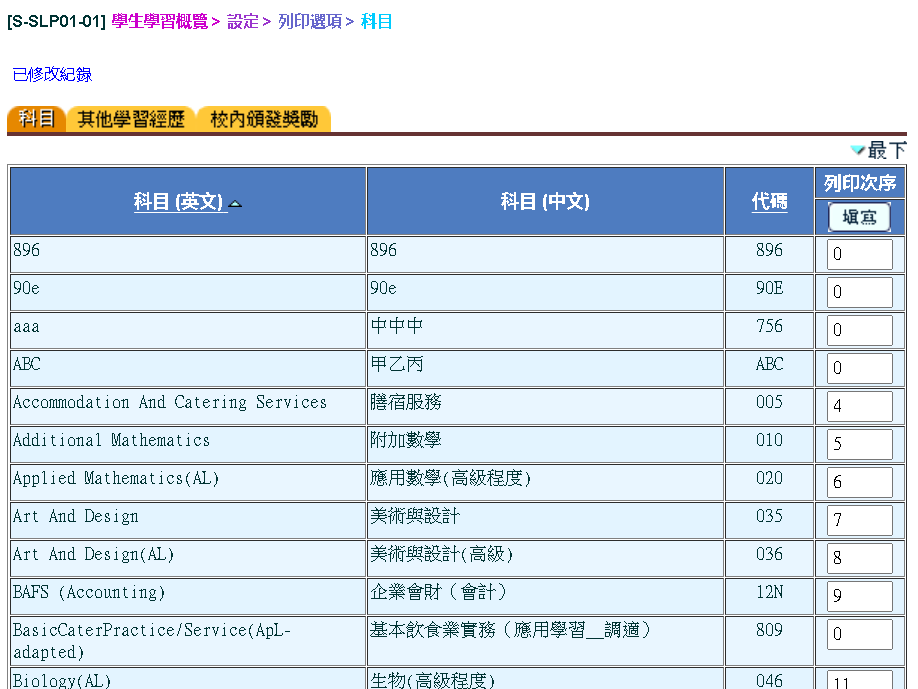 [S-SLP01-01] 學生學習概覽 > 設定 > 列印選項 > 科目
已修改紀錄
科目 其他學習經歷 校內頒發獎勵
最下
科目 (英文) 科目 (中文) 代碼 列印次序
填寫
896 896 896 0
90e 90e 90E 0
aaa 中中中 756 0
ABC 甲乙丙 ABC 0
Accommodation And Catering Services 膳宿服務 005 4
Additional Mathematics 附加數學 010 5
Applied Mathematics(AL) 應用數學(高級程度) 020 6
Art And Design 美術與設計 035 7
Art And Design(AL) 美術與設計(高級) 036 8
BAFS (Accounting) 企業會財（會計） 12N 9
BasicCaterPractice/Service(ApL- 基本飲食業實務（應用學習__調適） 809 0
adapted)
Biology(AL) 生物(高級程度) 046 11